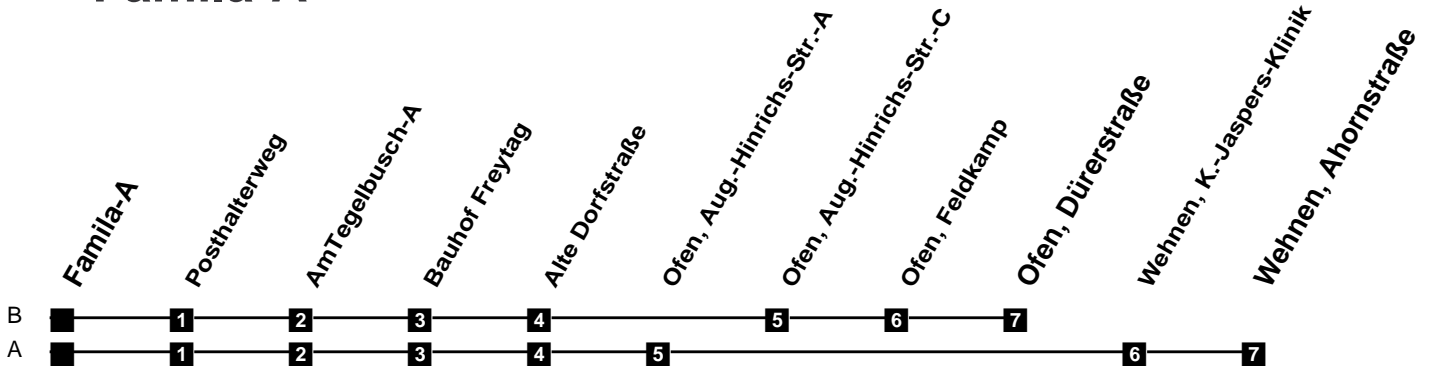 Famila-A
Posthalterweg
AmTegelbusch-A
Bauhof Freytag
Alte Dorfstraße
Ofen, Aug.-Hinrichs-Str.-A
Ofen, Aug.-Hinrichs-Str.-C
Ofen, Feldkamp
Ofen, Dürerstraße
Wehnen, K.-Jaspers-Klinik
Wehnen, Ahornstraße
B 1 2 3 4 5 6 7
A 1 2 3 4 5 6 7